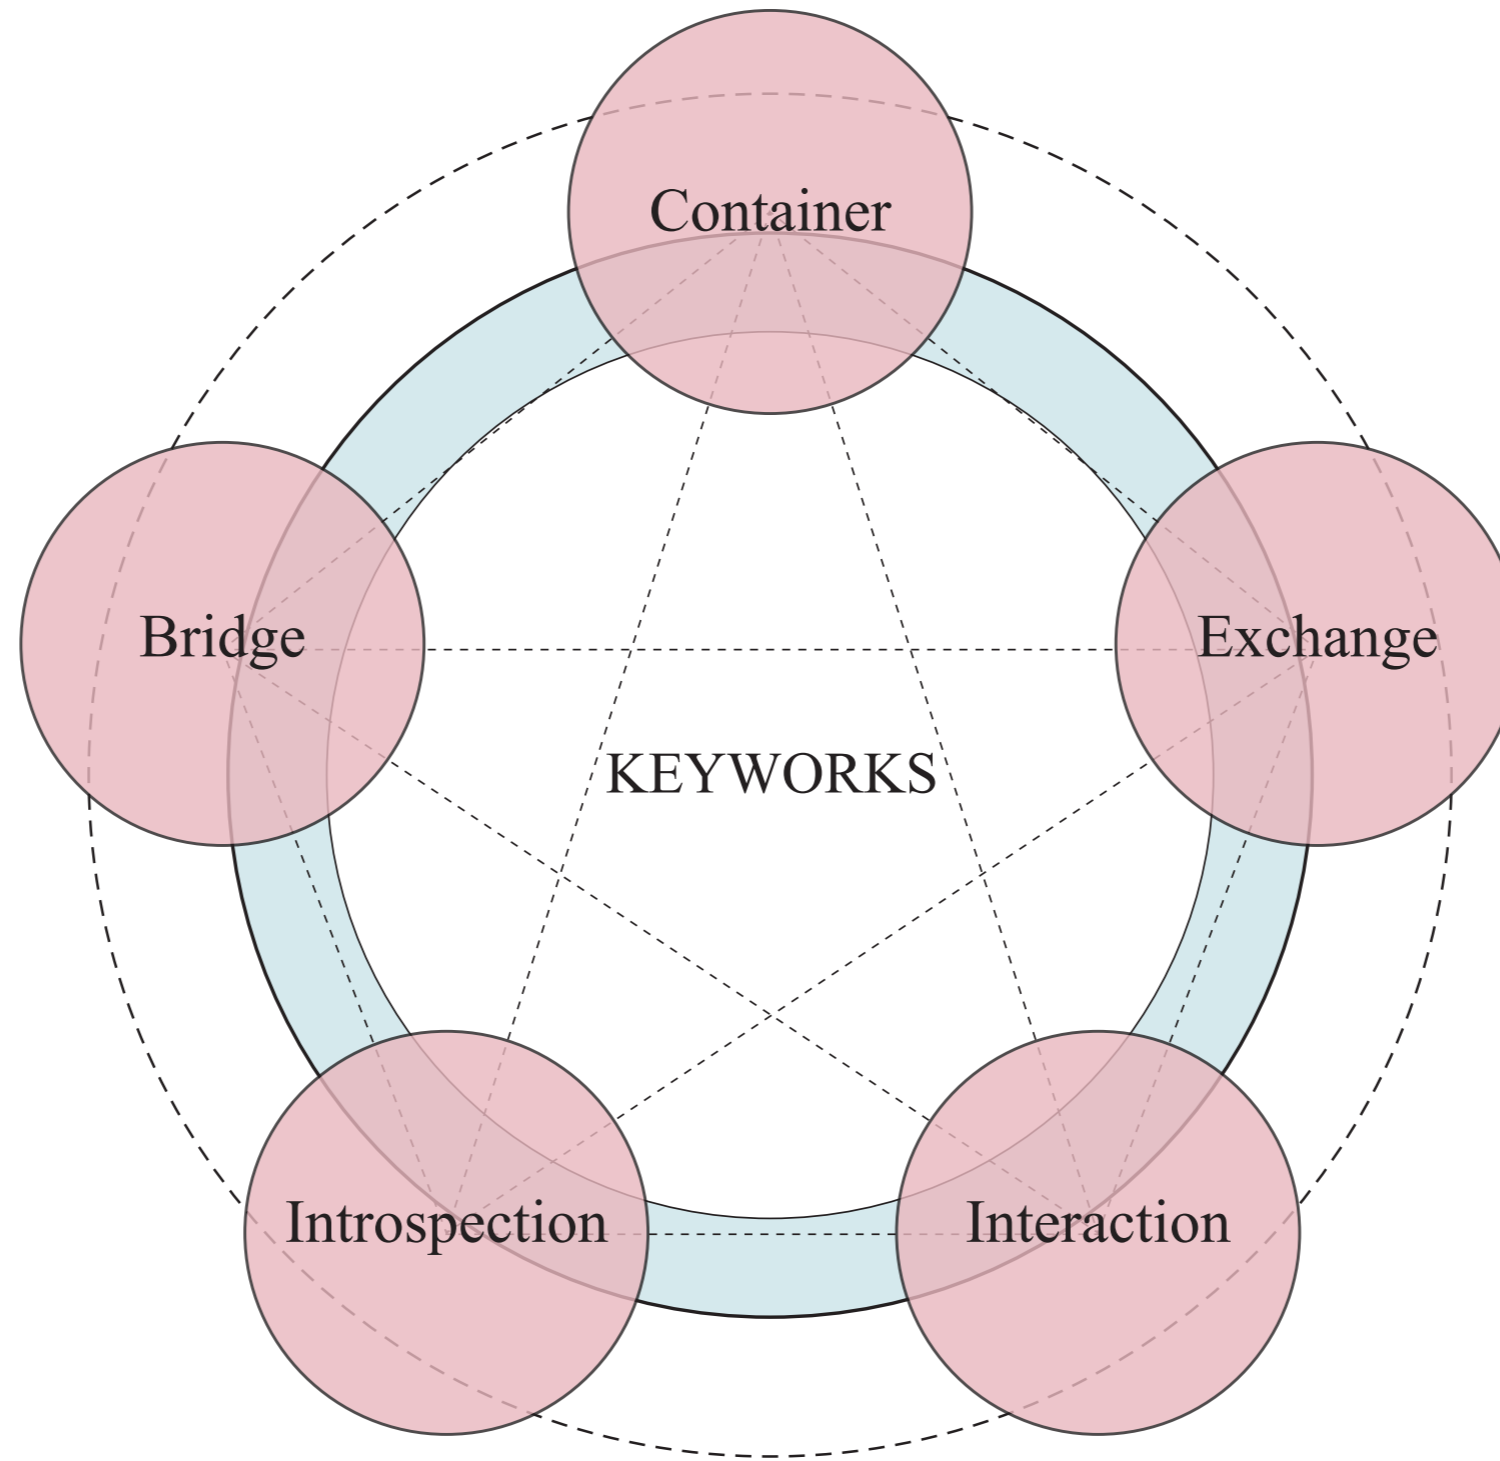 Container
Bridge
Exchange
KEYWORKS
Introspection
Interaction